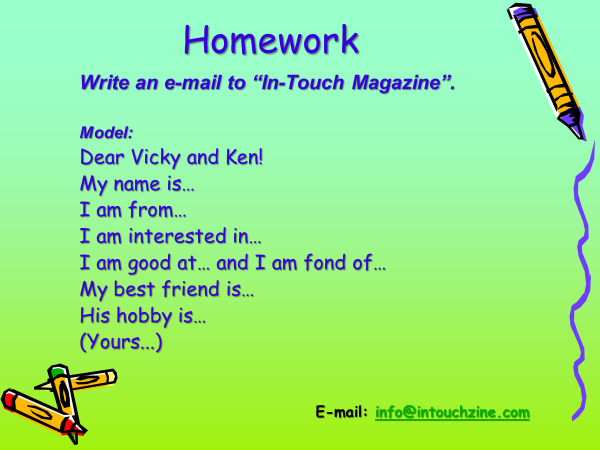 Homework
Write an e-mail to “In-Touch Magazine”.
Model:
Dear Vicky and Ken!
My name is…
I am from…
I am interested in…
I am good at… and I am fond of…
My best friend is…
His hobby is…
(Yours...)
E-mail: info@intouchzine.com